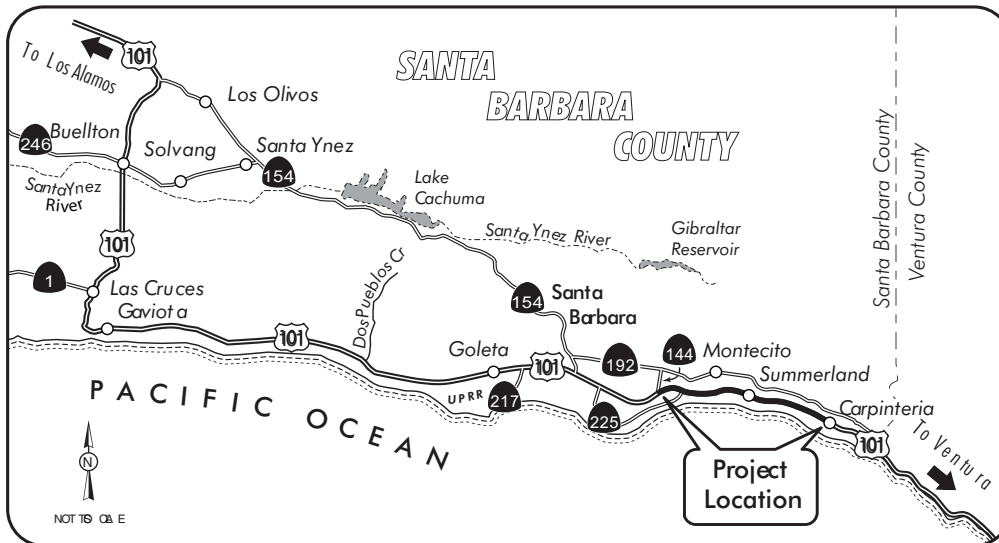 101
To Los Alamos
Los Olivos
SANTA
BARBARA
COUNTY
246
Buellton
Solvang
Santa Ynez
154
Santa Ynez
River
Lake
Cachuma
Santa Ynez River
Gibraltar
Reservoir
Santa Barbara County
Ventura County
101
1
Las Cruces
Gaviota
Dos Pueblos Cr
101
154
Santa
Barbara
Goleta
101
192
144
Montecito
Summerland
UPRR
217
225
Carpinteria
101
To Ventura
PACIFIC OCEAN
Project
Location
N
NOT TO S CALE